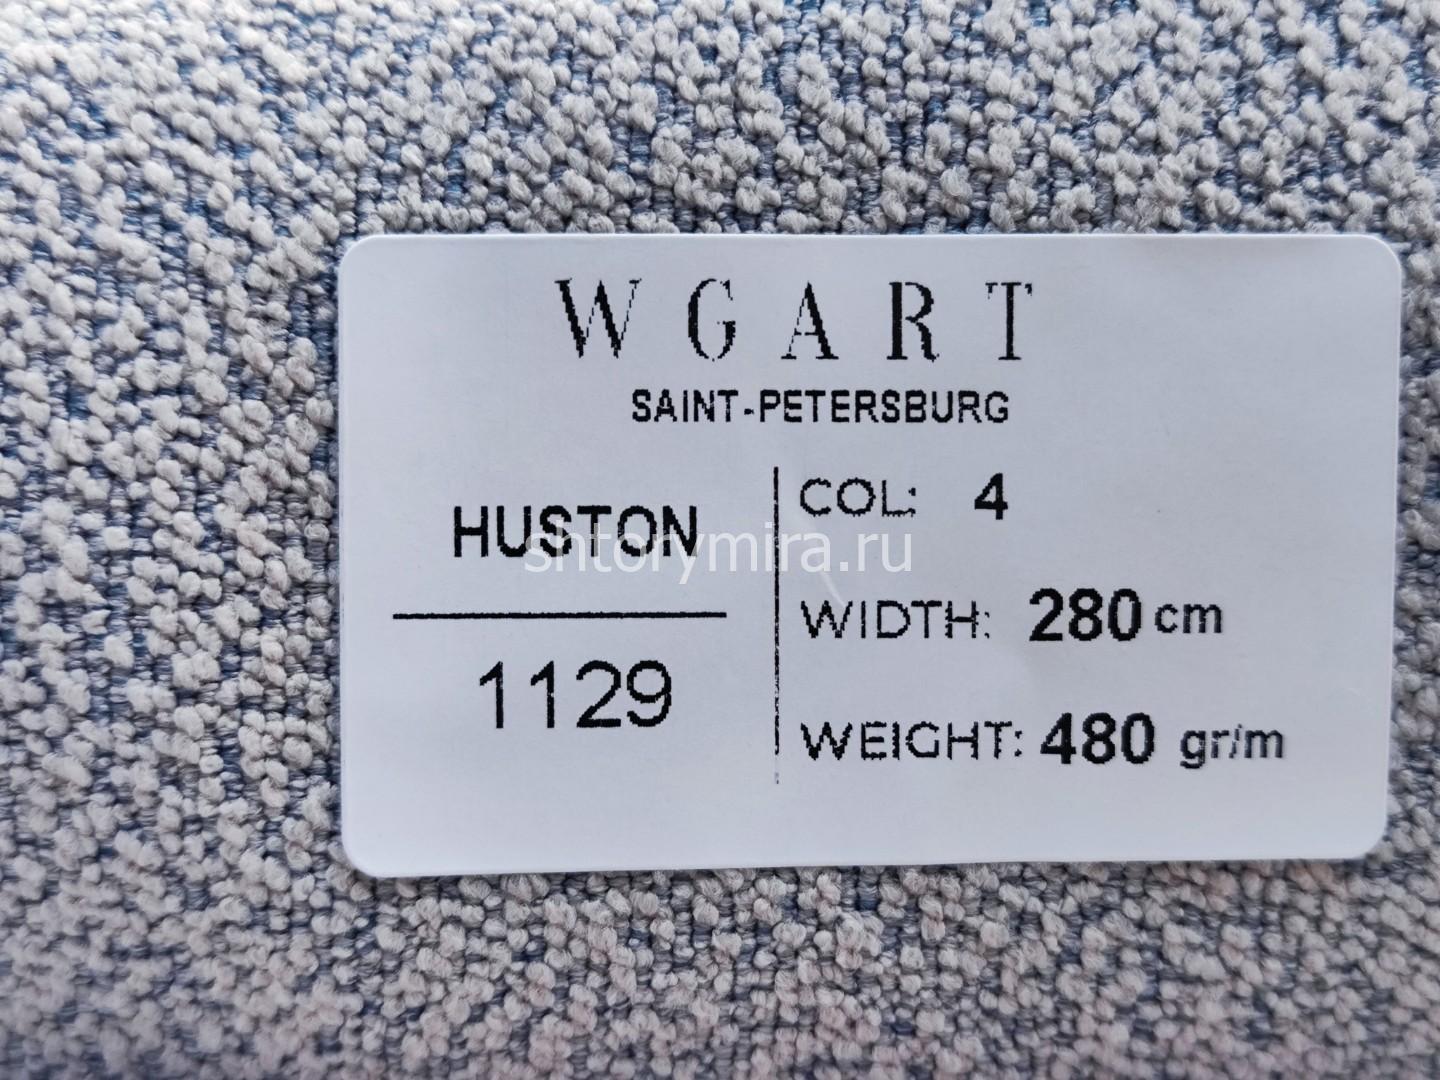 WGART
SAINT-PETERSBURG
HUSTON
1129
COL: 4
WIDTH: 280 cm
WEIGHT: 480 gr/m
shtorymira.ru